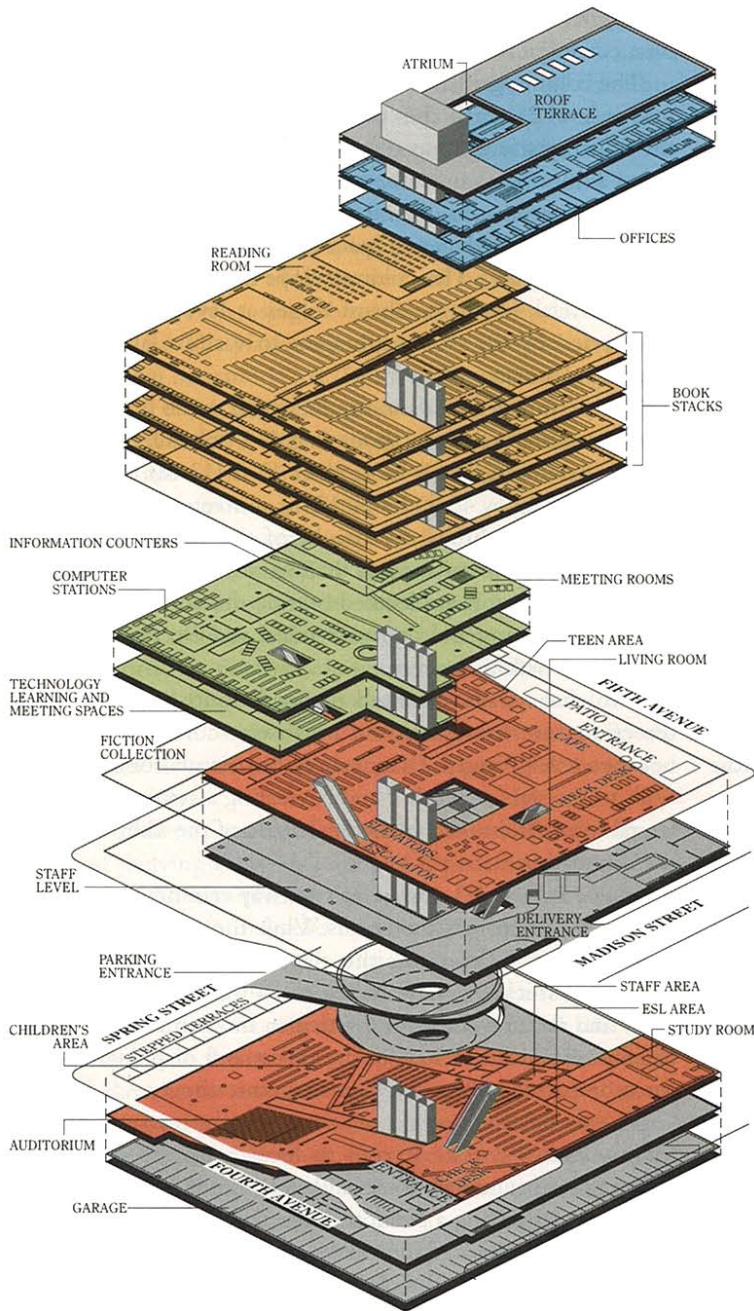 ATRIUM
ROOF
TERRACE
OFFICES
READING
ROOM
BOOK
STACKS
INFORMATION COUNTERS
COMPUTER
STATIONS
MEETING ROOMS
TEEN AREA
LIVING ROOM
TECHNOLOGY
LEARNING AND
MEETING SPACES
FIFTH AVENUE
PATIO
ENTRANCE
CAFE
FICTION
COLLECTION
CHECK DESK
ELEVATORS
ESCALATOR
STAFF
LEVEL
DELIVERY
ENTRANCE
MADISON STREET
PARKING
ENTRANCE
SPRING STREET
STAFF AREA
ESL AREA
STUDY ROOM
STEPPED TERRACES
CHILDREN'S
AREA
AUDITORIUM
ENTRANCE
CHECK
DESK
FOURTH AVENUE
GARAGE